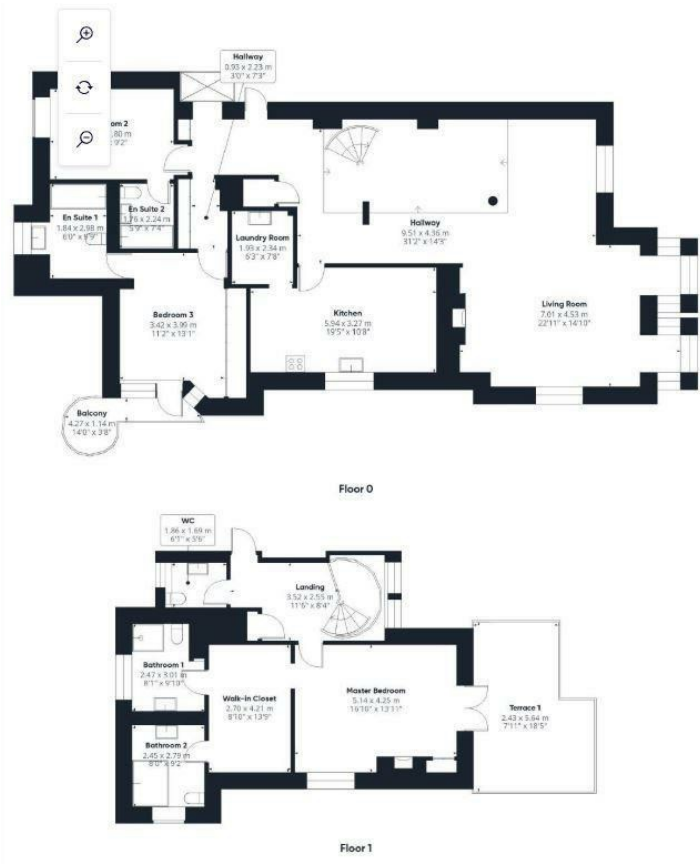 Hallway
0.93 x 2.23 m
3'0" x 7'3"
En Suite 1
1.84 x 2.98 m
6'0" x 9'9"
En Suite 2
1.76 x 2.24 m
5'9" x 7'4"
Laundry Room
1.93 x 2.34 m
6'3" x 7'8"
Hallway
9.51 x 4.36 m
31'2" x 14'3"
Bedroom 3
3.42 x 3.99 m
11'2" x 13'1"
Kitchen
5.94 x 3.27 m
19'5" x 10'8"
Living Room
7.01 x 4.53 m
22'11" x 14'10"
Balcony
4.27 x 1.14 m
14'0" x 3'8"
Floor 0
WC
1.86 x 1.69 m
6'1" x 5'6"
Landing
3.52 x 2.55 m
11'6" x 8'4"
Bathroom 1
2.47 x 3.01 m
8'1" x 9'10"
Walk-in Closet
2.70 x 4.21 m
8'10" x 13'9"
Master Bedroom
5.14 x 4.25 m
16'10" x 13'11"
Terrace 1
2.43 x 5.64 m
7'11" x 18'5"
Bathroom 2
2.45 x 2.79 m
8'0" x 9'2"
Floor 1